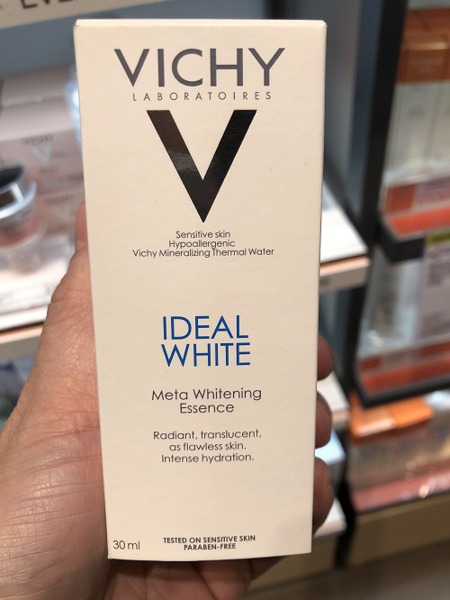 VICHY
LABORATOIRES
V
Sensitive skin
Hypoallergenic
Vichy Mineralizing Thermal Water
IDEAL
WHITE
Meta Whitening
Essence
Radiant, translucent,
as flawless skin.
Intense hydration.
30 ml
TESTED ON SENSITIVE SKIN
PARABEN-FREE
VICHY